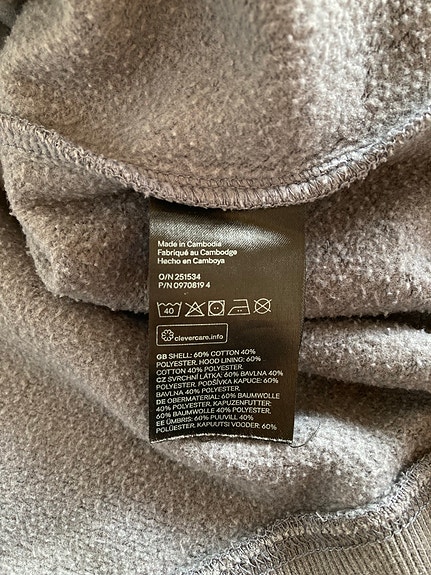 Made in Cambodia
Fabriqué au Cambodge
Hecho en Camboya
O/N 251534
P/N 0970819 4
40
clevercare.info
GB SHELL: 60% COTTON 40%
POLYESTER. HOOD LINING: 60%
COTTON 40% POLYESTER.
CZ SVRCHNÍ LÁTKA: 60% BAVLNA 40%
POLYESTER. PODŠÍVKA KAPUCE: 60%
BAVLNA 40% POLYESTER.
DE OBERMATERIAL: 60% BAUMWOLLE
40% POLYESTER. KAPUZENFUTTER:
60% BAUMWOLLE 40% POLYESTER.
EE ÜMBRIS: 60% PUUVILL 40%
POLÜESTER. KAPUUTSI VOODER: 60%